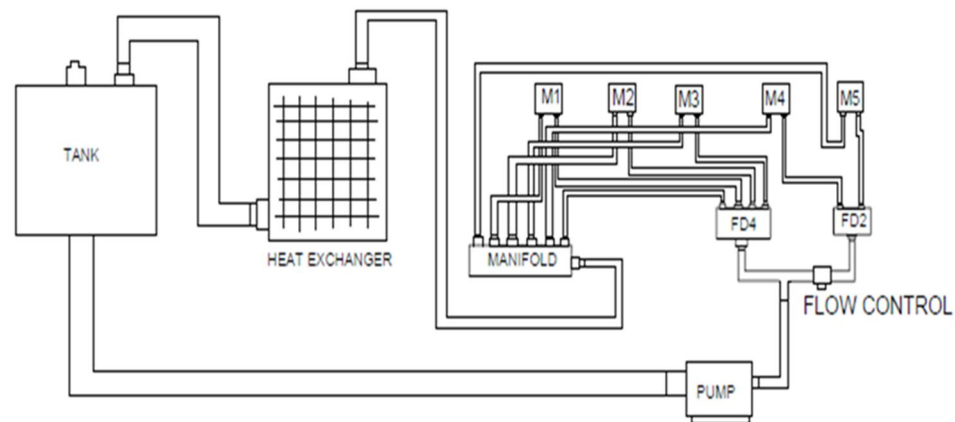 M1
M2
M3
M4
M5
TANK
FD4
FD2
HEAT EXCHANGER
MANIFOLD
FLOW CONTROL
PUMP